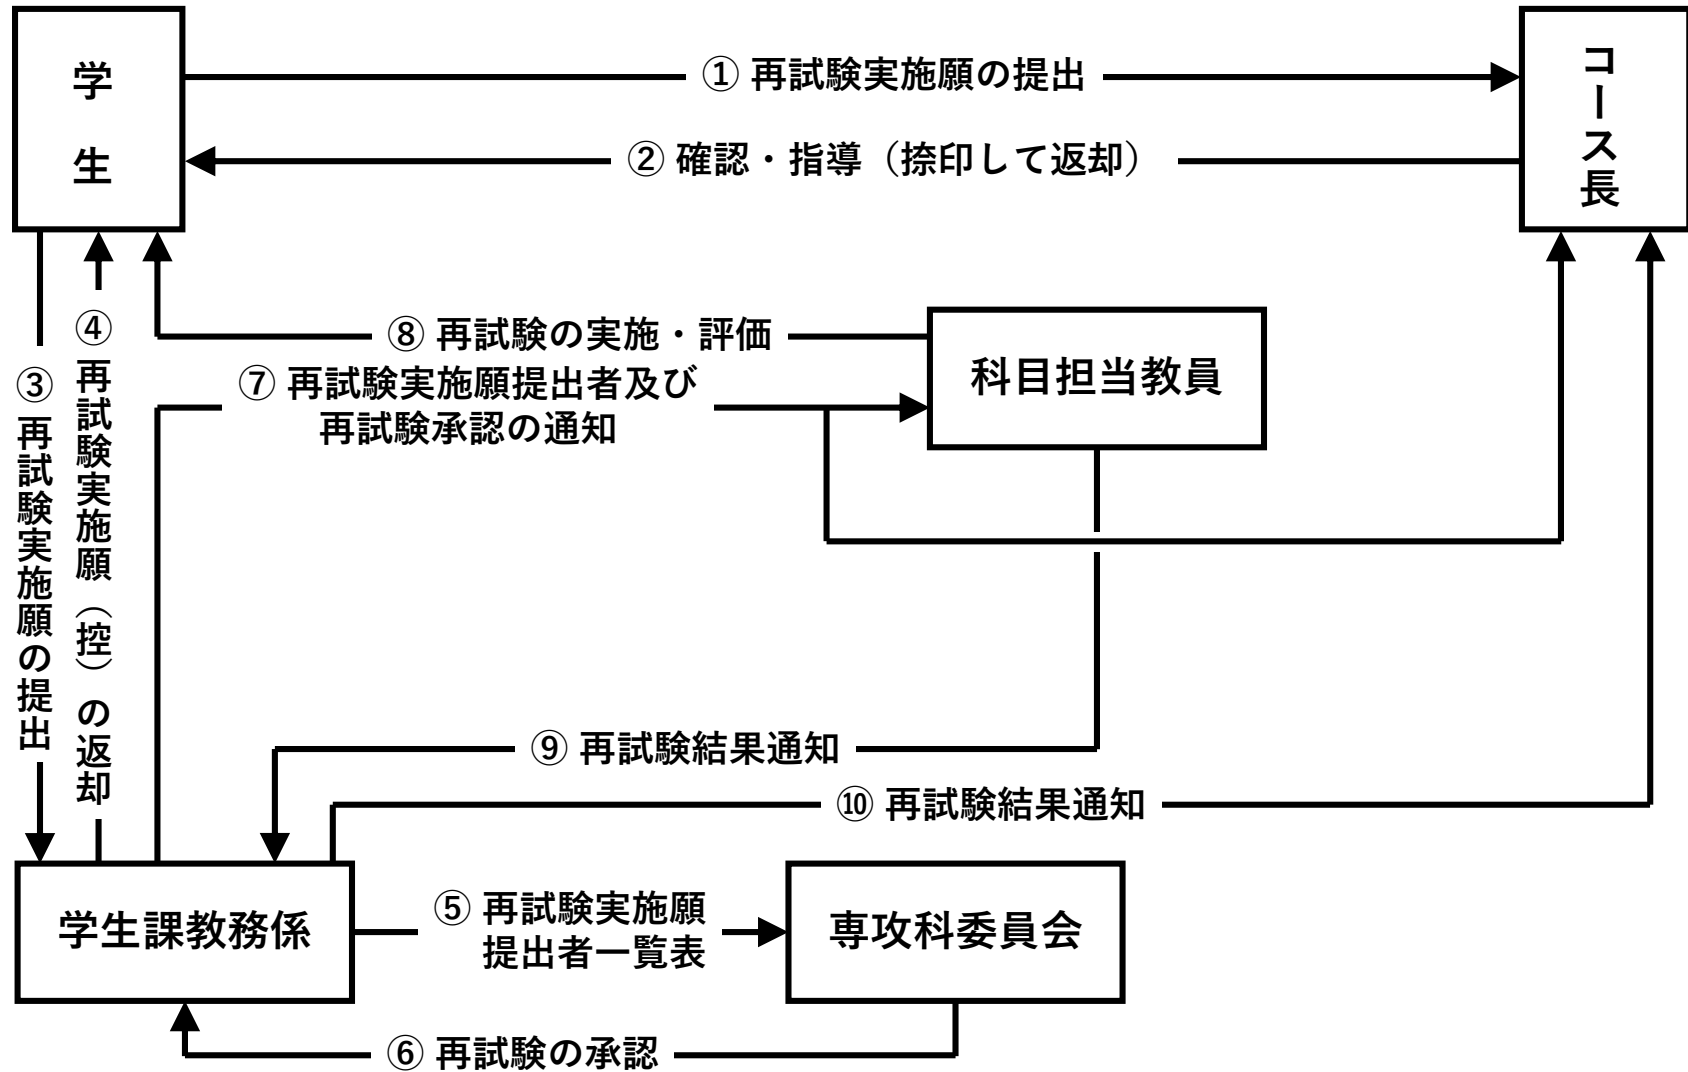 学生
コース長
① 再試験実施願の提出
② 確認・指導（捺印して返却）
③ 再試験実施願の提出
④ 再試験実施願（控）の返却
⑧ 再試験の実施・評価
⑦ 再試験実施願提出者及び
再試験承認の通知
科目担当教員
⑨ 再試験結果通知
⑩ 再試験結果通知
学生課教務係
⑤ 再試験実施願
提出者一覧表
専攻科委員会
⑥ 再試験の承認